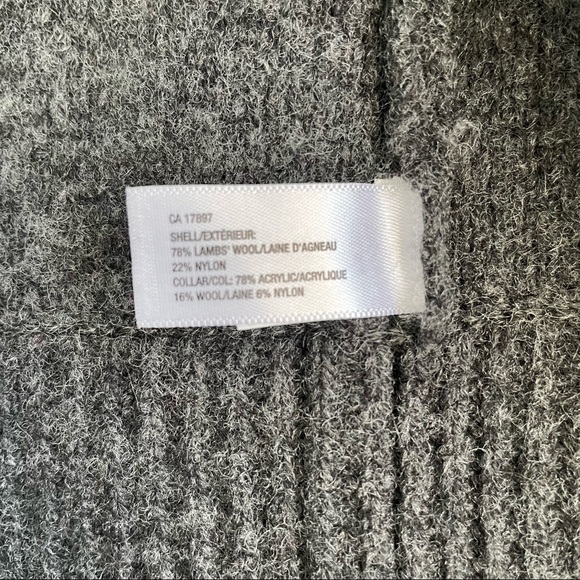 CA 17897
SHELL/EXTÉRIEUR:
78% LAMBS' WOOL/LAINE D'AGNEAU
22% NYLON
COLLAR/COL: 78% ACRYLIC/ACRYLIQUE
16% WOOL/LAINE 6% NYLON